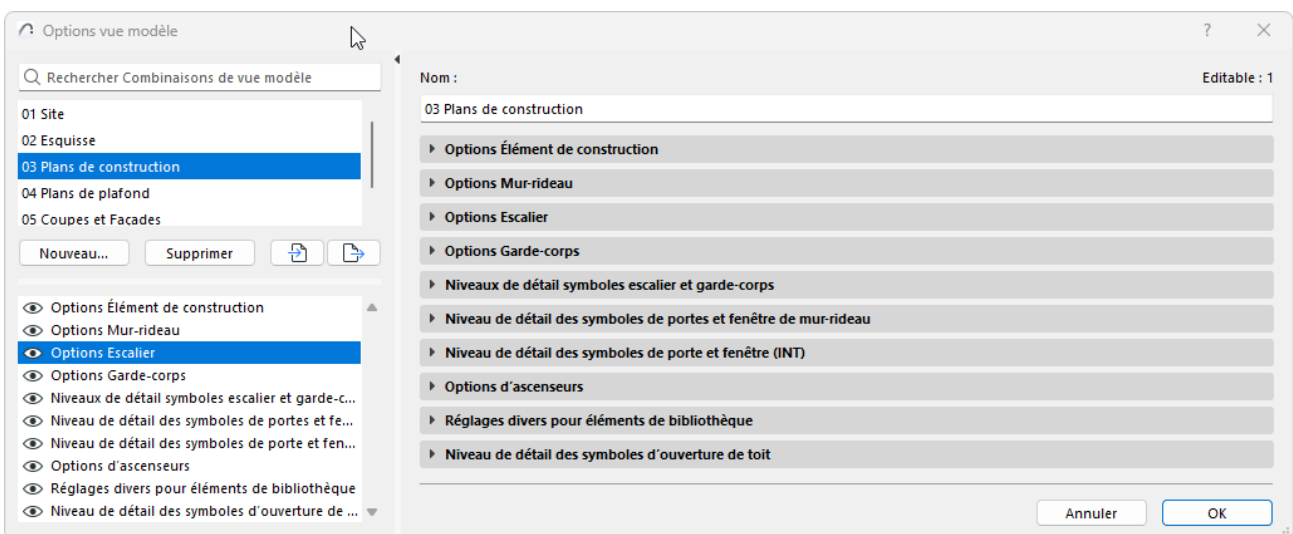 Options vue modèle
?
Rechercher Combinaisons de vue modèle
01 Site
02 Esquisse
03 Plans de construction
04 Plans de plafond
05 Coupes et Façades
Nouveau...
Supprimer
Options Élément de construction
Options Mur-rideau
Options Escalier
Options Garde-corps
Niveaux de détail symboles escalier et garde-c...
Niveau de détail des symboles de portes et fe...
Niveau de détail des symboles de porte et fen...
Options d´ascenseurs
Réglages divers pour éléments de bibliothèque
Niveau de détail des symboles d´ouverture de ...
Nom :
Editable : 1
03 Plans de construction
Options Élément de construction
Options Mur-rideau
Options Escalier
Options Garde-corps
Niveaux de détail symboles escalier et garde-corps
Niveau de détail des symboles de portes et fenêtre de mur-rideau
Niveau de détail des symboles de porte et fenêtre (INT)
Options d´ascenseurs
Réglages divers pour éléments de bibliothèque
Niveau de détail des symboles d´ouverture de toit
Annuler
OK